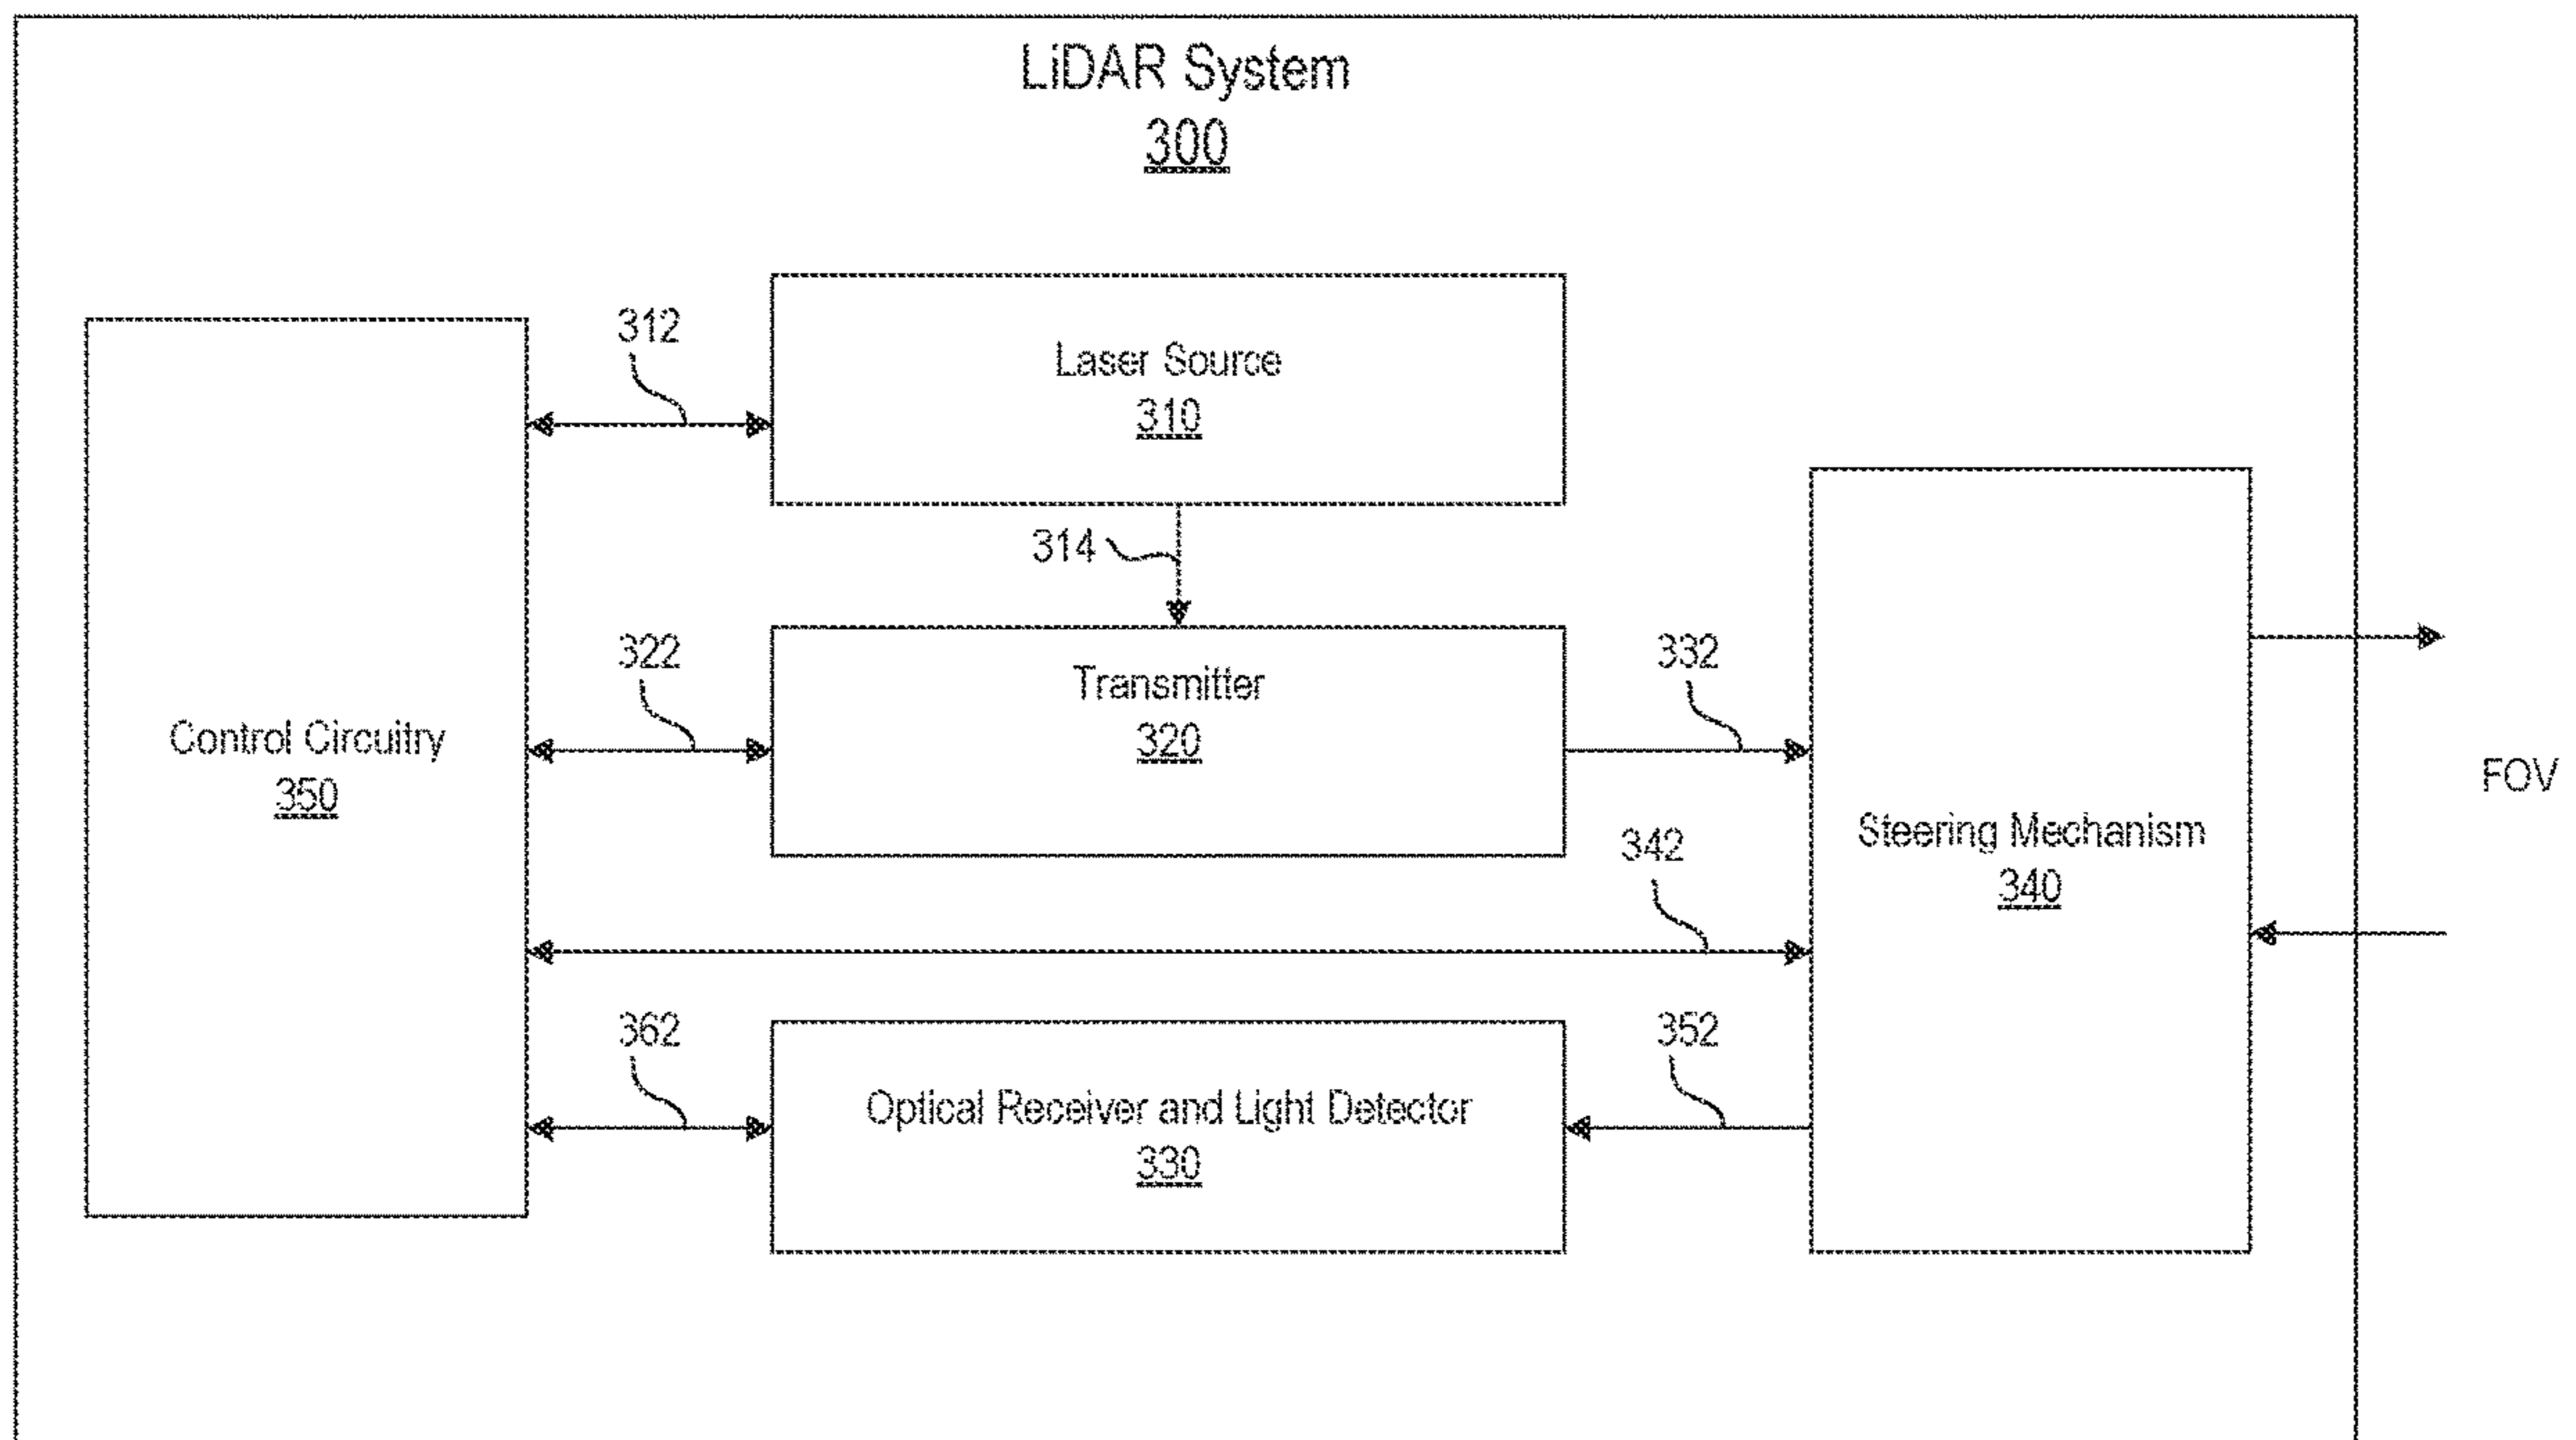 LiDAR System
300
312
Laser Source
310
314
322
Transmitter
320
332
Control Circuitry
350
342
Steering Mechanism
340
FOV
362
Optical Receiver and Light Detector
330
352